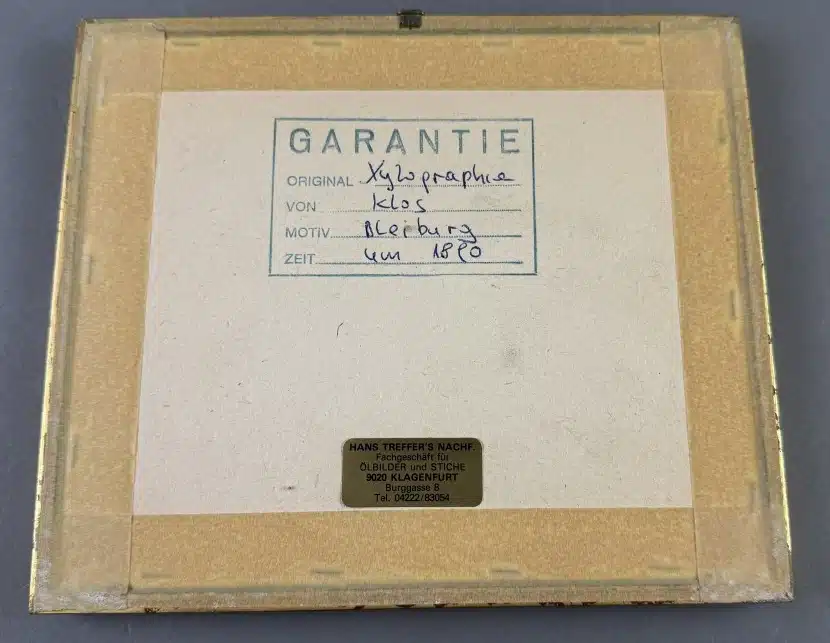 GARANTIE
ORIGINAL Xylographie
VON Klos
MOTIV Bleiburg
ZEIT um 1890
HANS TREFFER'S NACHF.
Fachgeschäft für
ÖLBILDER und STICHE
9020 KLAGENFURT
Burggasse 8
Tel. 04222/83054